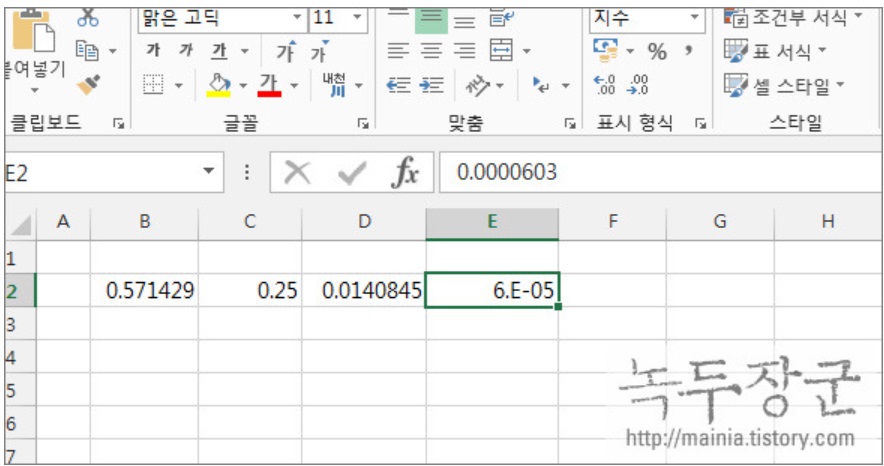 맑은 고딕 11 지수 조건부 서식
가 가 가 가 가 % , 표 서식
붙여넣기 가 내천 川 .0 .00 .00 .0 셀 스타일
클립보드 글꼴 맞춤 표시 형식 스타일
E2 fx 0.0000603
A B C D E F G H
1
2 0.571429 0.25 0.0140845 6.E-05
3
4
5
6
7
녹두장군
http://mainia.tistory.com